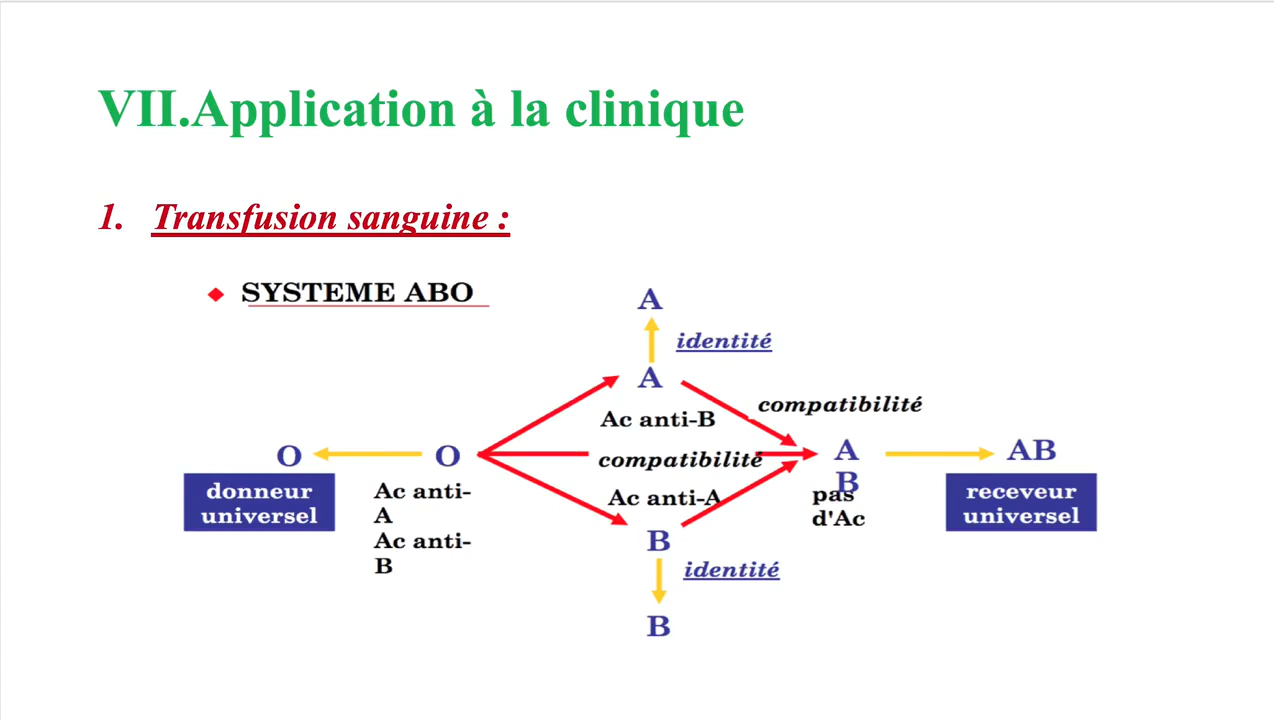 VII.Application à la clinique
1. Transfusion sanguine :
SYSTEME ABO
A
identité
A
compatibilité
Ac anti-B
O
O
compatibilité
A
B
AB
donneur
universel
Ac anti-
A
Ac anti-
B
Ac anti-A
pas
d'Ac
receveur
universel
B
identité
B